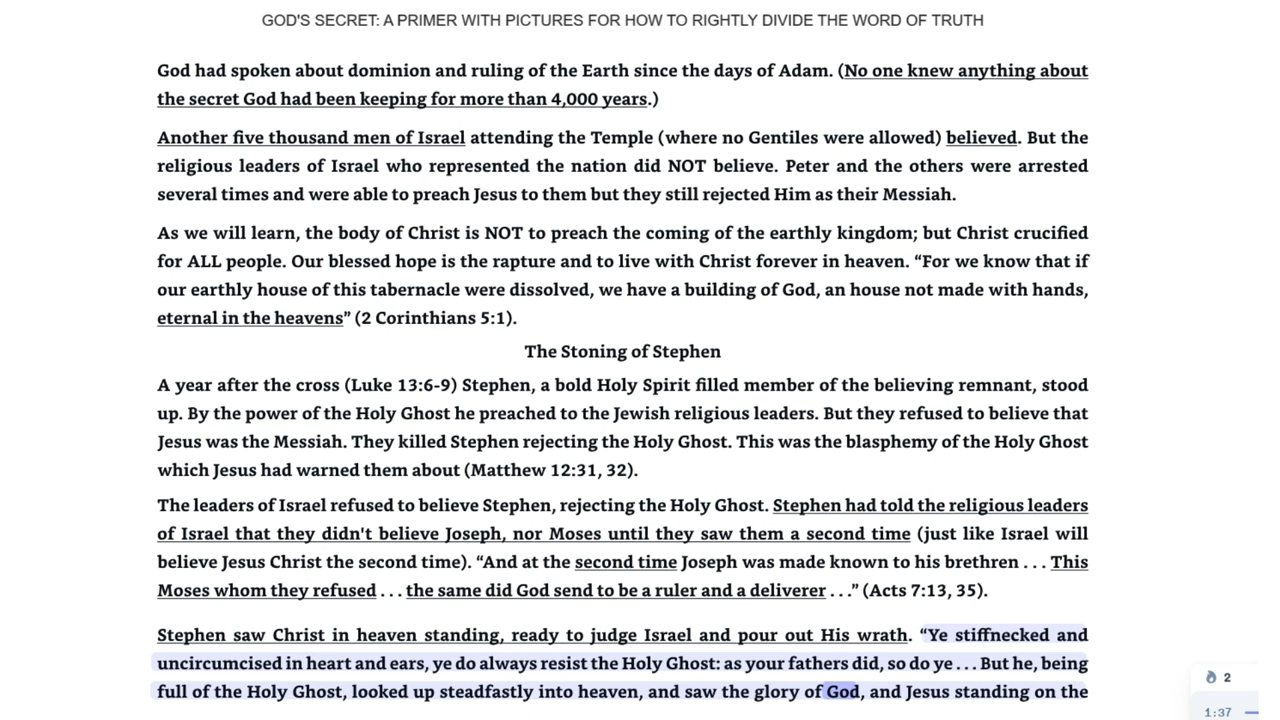 GOD'S SECRET: A PRIMER WITH PICTURES FOR HOW TO RIGHTLY DIVIDE THE WORD OF TRUTH
God had spoken about dominion and ruling of the Earth since the days of Adam. (No one knew anything about
the secret God had been keeping for more than 4,000 years.)
Another five thousand men of Israel attending the Temple (where no Gentiles were allowed) believed. But the
religious leaders of Israel who represented the nation did NOT believe. Peter and the others were arrested
several times and were able to preach Jesus to them but they still rejected Him as their Messiah.
As we will learn, the body of Christ is NOT to preach the coming of the earthly kingdom; but Christ crucified
for ALL people. Our blessed hope is the rapture and to live with Christ forever in heaven. “For we know that if
our earthly house of this tabernacle were dissolved, we have a building of God, an house not made with hands,
eternal in the heavens” (2 Corinthians 5:1).
The Stoning of Stephen
A year after the cross (Luke 13:6-9) Stephen, a bold Holy Spirit filled member of the believing remnant, stood
up. By the power of the Holy Ghost he preached to the Jewish religious leaders. But they refused to believe that
Jesus was the Messiah. They killed Stephen rejecting the Holy Ghost. This was the blasphemy of the Holy Ghost
which Jesus had warned them about (Matthew 12:31, 32).
The leaders of Israel refused to believe Stephen, rejecting the Holy Ghost. Stephen had told the religious leaders
of Israel that they didn't believe Joseph, nor Moses until they saw them a second time (just like Israel will
believe Jesus Christ the second time). “And at the second time Joseph was made known to his brethren . . . This
Moses whom they refused . . . the same did God send to be a ruler and a deliverer . . .” (Acts 7:13, 35).
Stephen saw Christ in heaven standing, ready to judge Israel and pour out His wrath. “Ye stiffnecked and
uncircumcised in heart and ears, ye do always resist the Holy Ghost: as your fathers did, so do ye . . . But he, being
full of the Holy Ghost, looked up steadfastly into heaven, and saw the glory of God, and Jesus standing on the
2
1:37